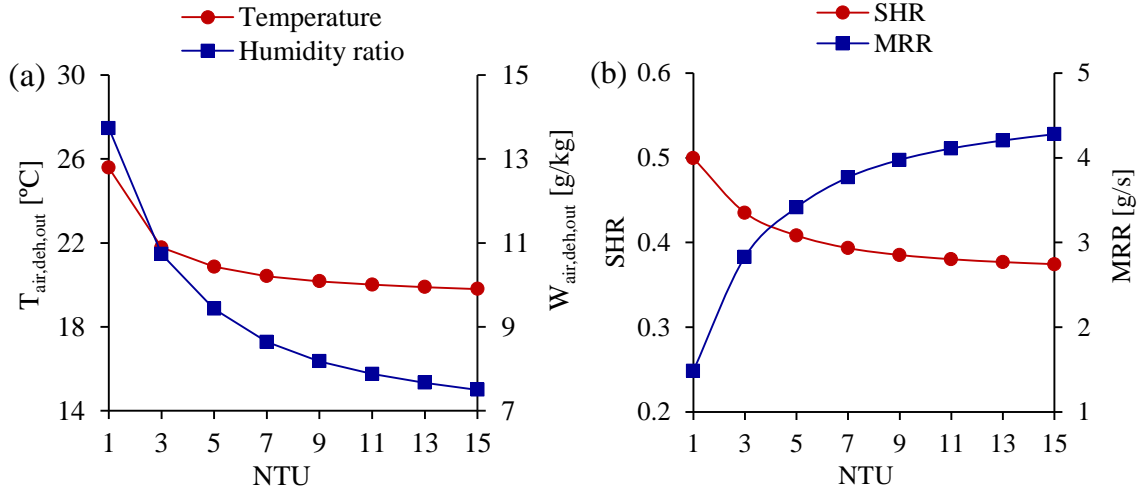 Temperature
Humidity ratio
(a)
30
26
22
18
14
T air,deh,out [ºC]
15
13
11
9
7
W air,deh,out [g/kg]
1 3 5 7 9 11 13 15
NTU
SHR
MRR
(b)
0.6
0.5
0.4
0.3
0.2
SHR
5
4
3
2
1
MRR [g/s]
1 3 5 7 9 11 13 15
NTU